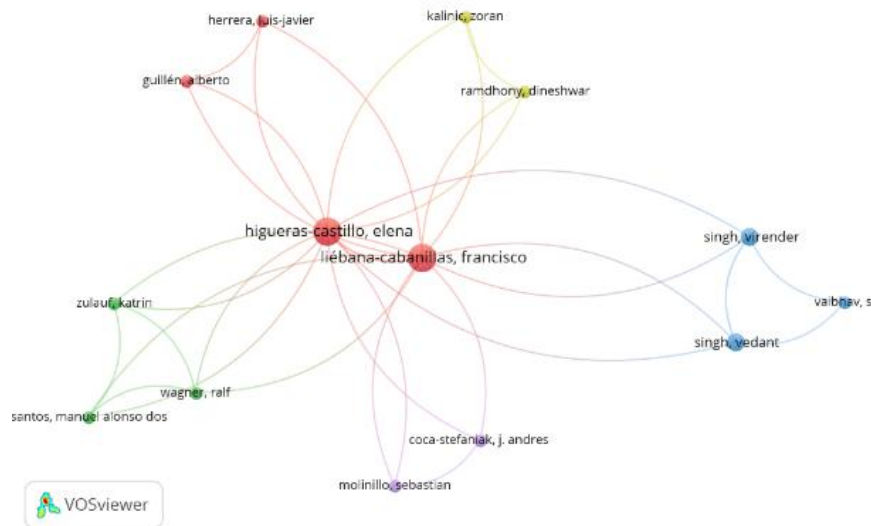 herrera, luis-javier
kalinic, zoran
guillén, alberto
ramdhony, dineshwar
higueras-castillo, elena
singh, virender
liébana-cabanillas, francisco
zulauf, katrin
vaibhav, s
singh, vedant
wagner, ralf
santos, manuel alonso dos
coca-stefaniak, j. andres
molinillo, sebastian
VOSviewer